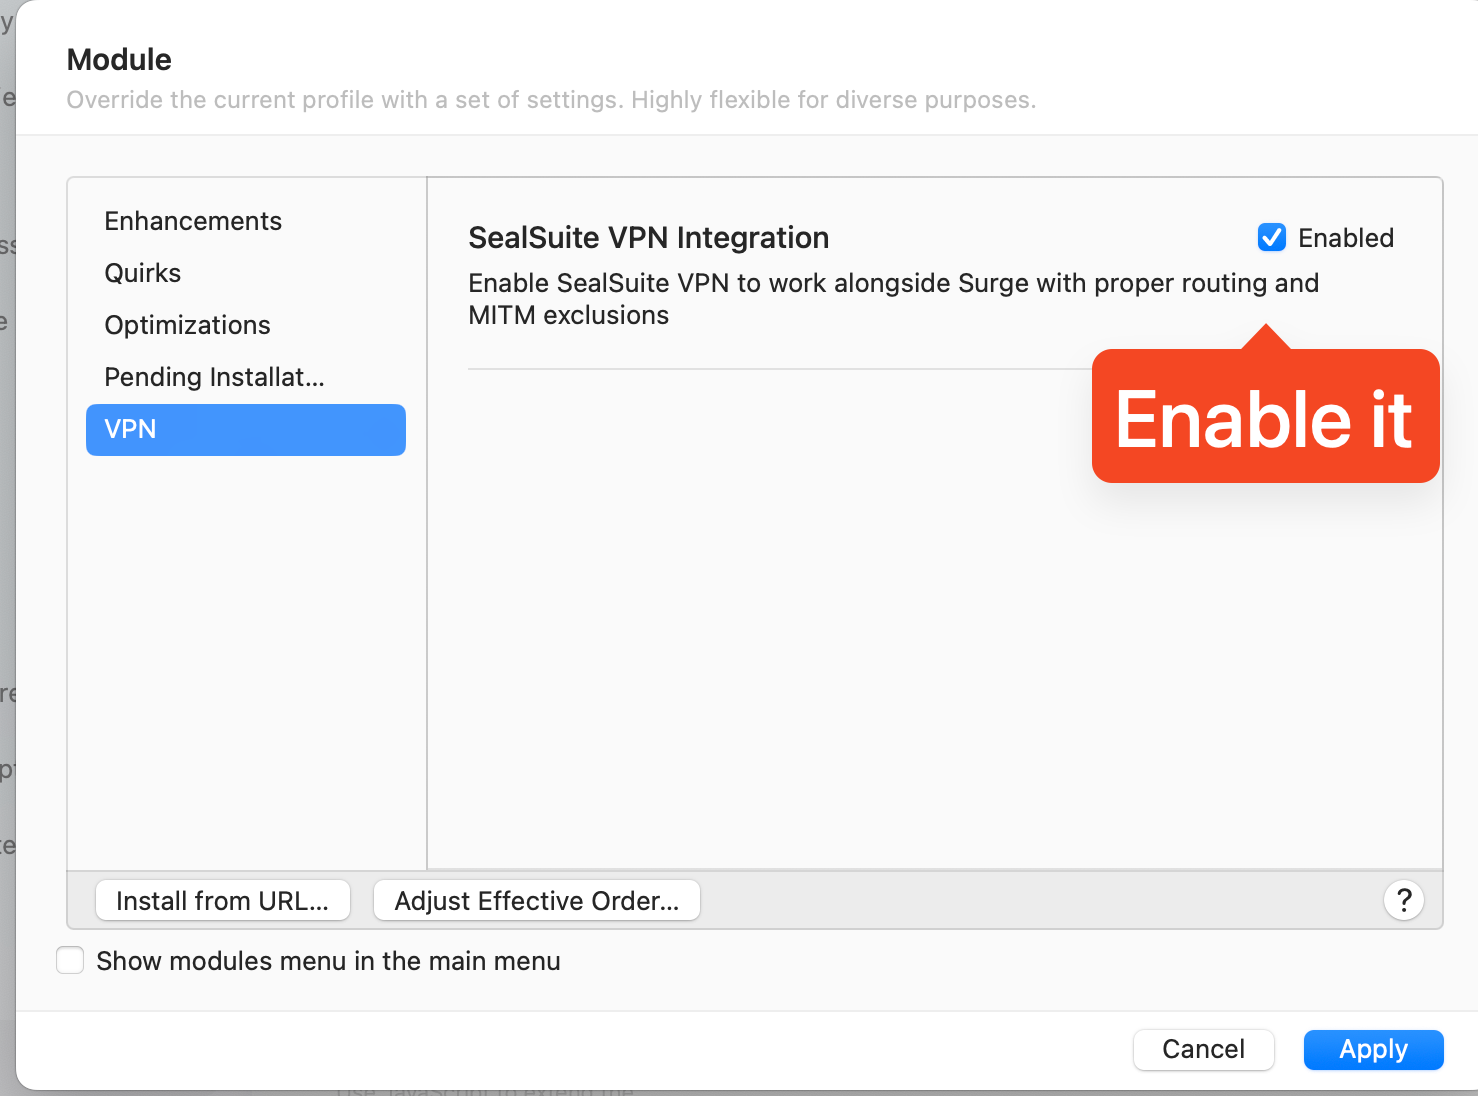 Module
Override the current profile with a set of settings. Highly flexible for diverse purposes.
Enhancements
Quirks
Optimizations
Pending Installat...
VPN
SealSuite VPN Integration
Enabled
Enable SealSuite VPN to work alongside Surge with proper routing and
MITM exclusions
Enable it
Install from URL...
Adjust Effective Order...
?
Show modules menu in the main menu
Cancel
Apply